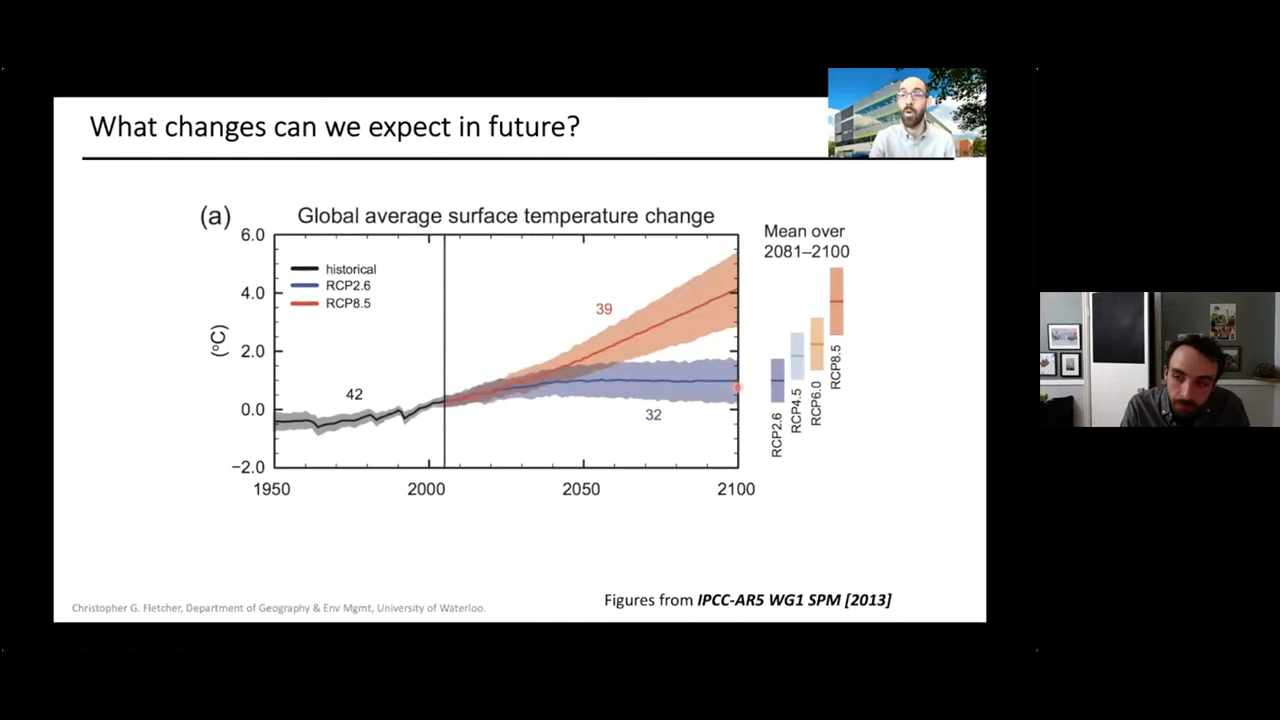 What changes can we expect in future?
(a)
Global average surface temperature change
Mean over
2081–2100
6.0
4.0
2.0
0.0
−2.0
(°C)
historical
RCP2.6
RCP8.5
42
39
32
1950
2000
2050
2100
RCP2.6
RCP4.5
RCP6.0
RCP8.5
Figures from IPCC-AR5 WG1 SPM [2013]
Christopher G. Fletcher, Department of Geography & Env Mgmt, University of Waterloo.